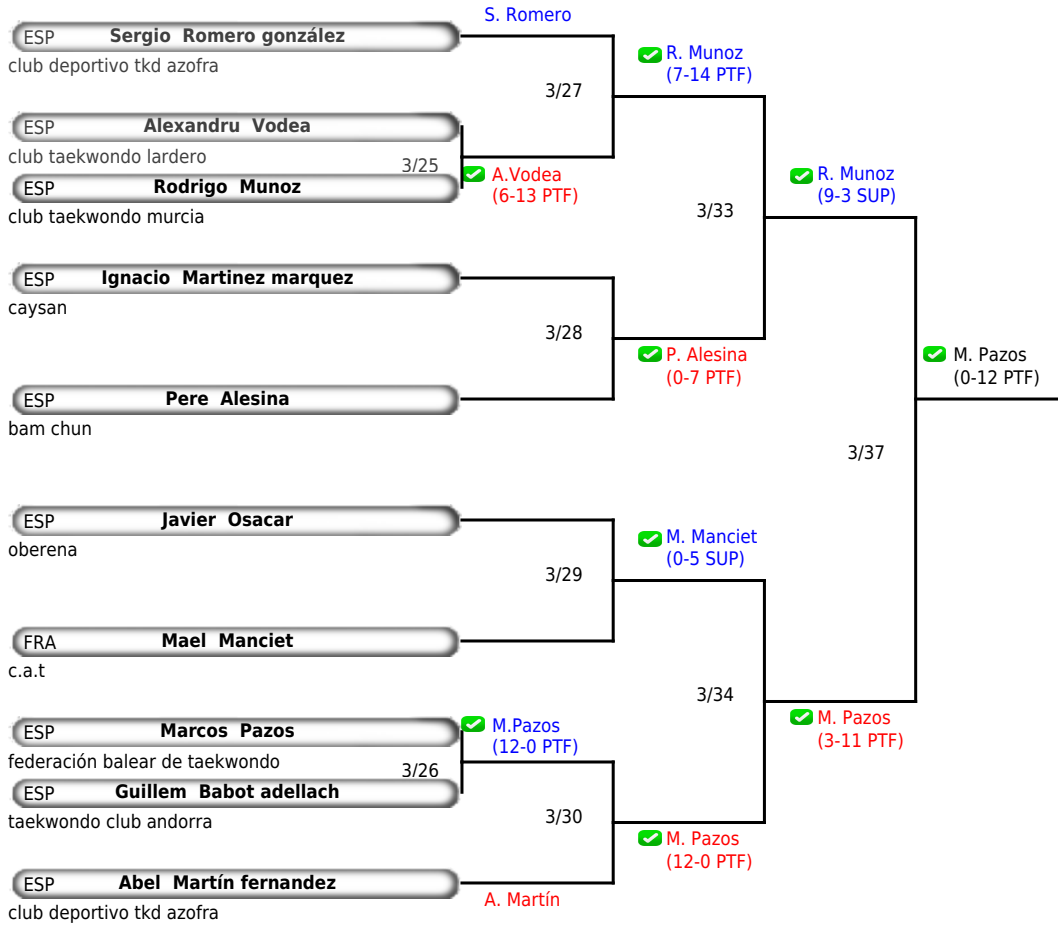 S. Romero
ESP Sergio Romero gonzález
club deportivo tkd azofra
R. Munoz
(7-14 PTF)
3/27
ESP Alexandru Vodea
club taekwondo lardero
3/25
A.Vodea
(6-13 PTF)
ESP Rodrigo Munoz
club taekwondo murcia
R. Munoz
(9-3 SUP)
3/33
ESP Ignacio Martinez marquez
caysan
3/28
P. Alesina
(0-7 PTF)
M. Pazos
(0-12 PTF)
ESP Pere Alesina
bam chun
3/37
ESP Javier Osacar
oberena
M. Manciet
(0-5 SUP)
3/29
FRA Mael Manciet
c.a.t
3/34
M. Pazos
(3-11 PTF)
ESP Marcos Pazos
federación balear de taekwondo
M.Pazos
(12-0 PTF)
3/26
ESP Guillem Babot adellach
taekwondo club andorra
3/30
M. Pazos
(12-0 PTF)
ESP Abel Martín fernandez
club deportivo tkd azofra
A. Martín